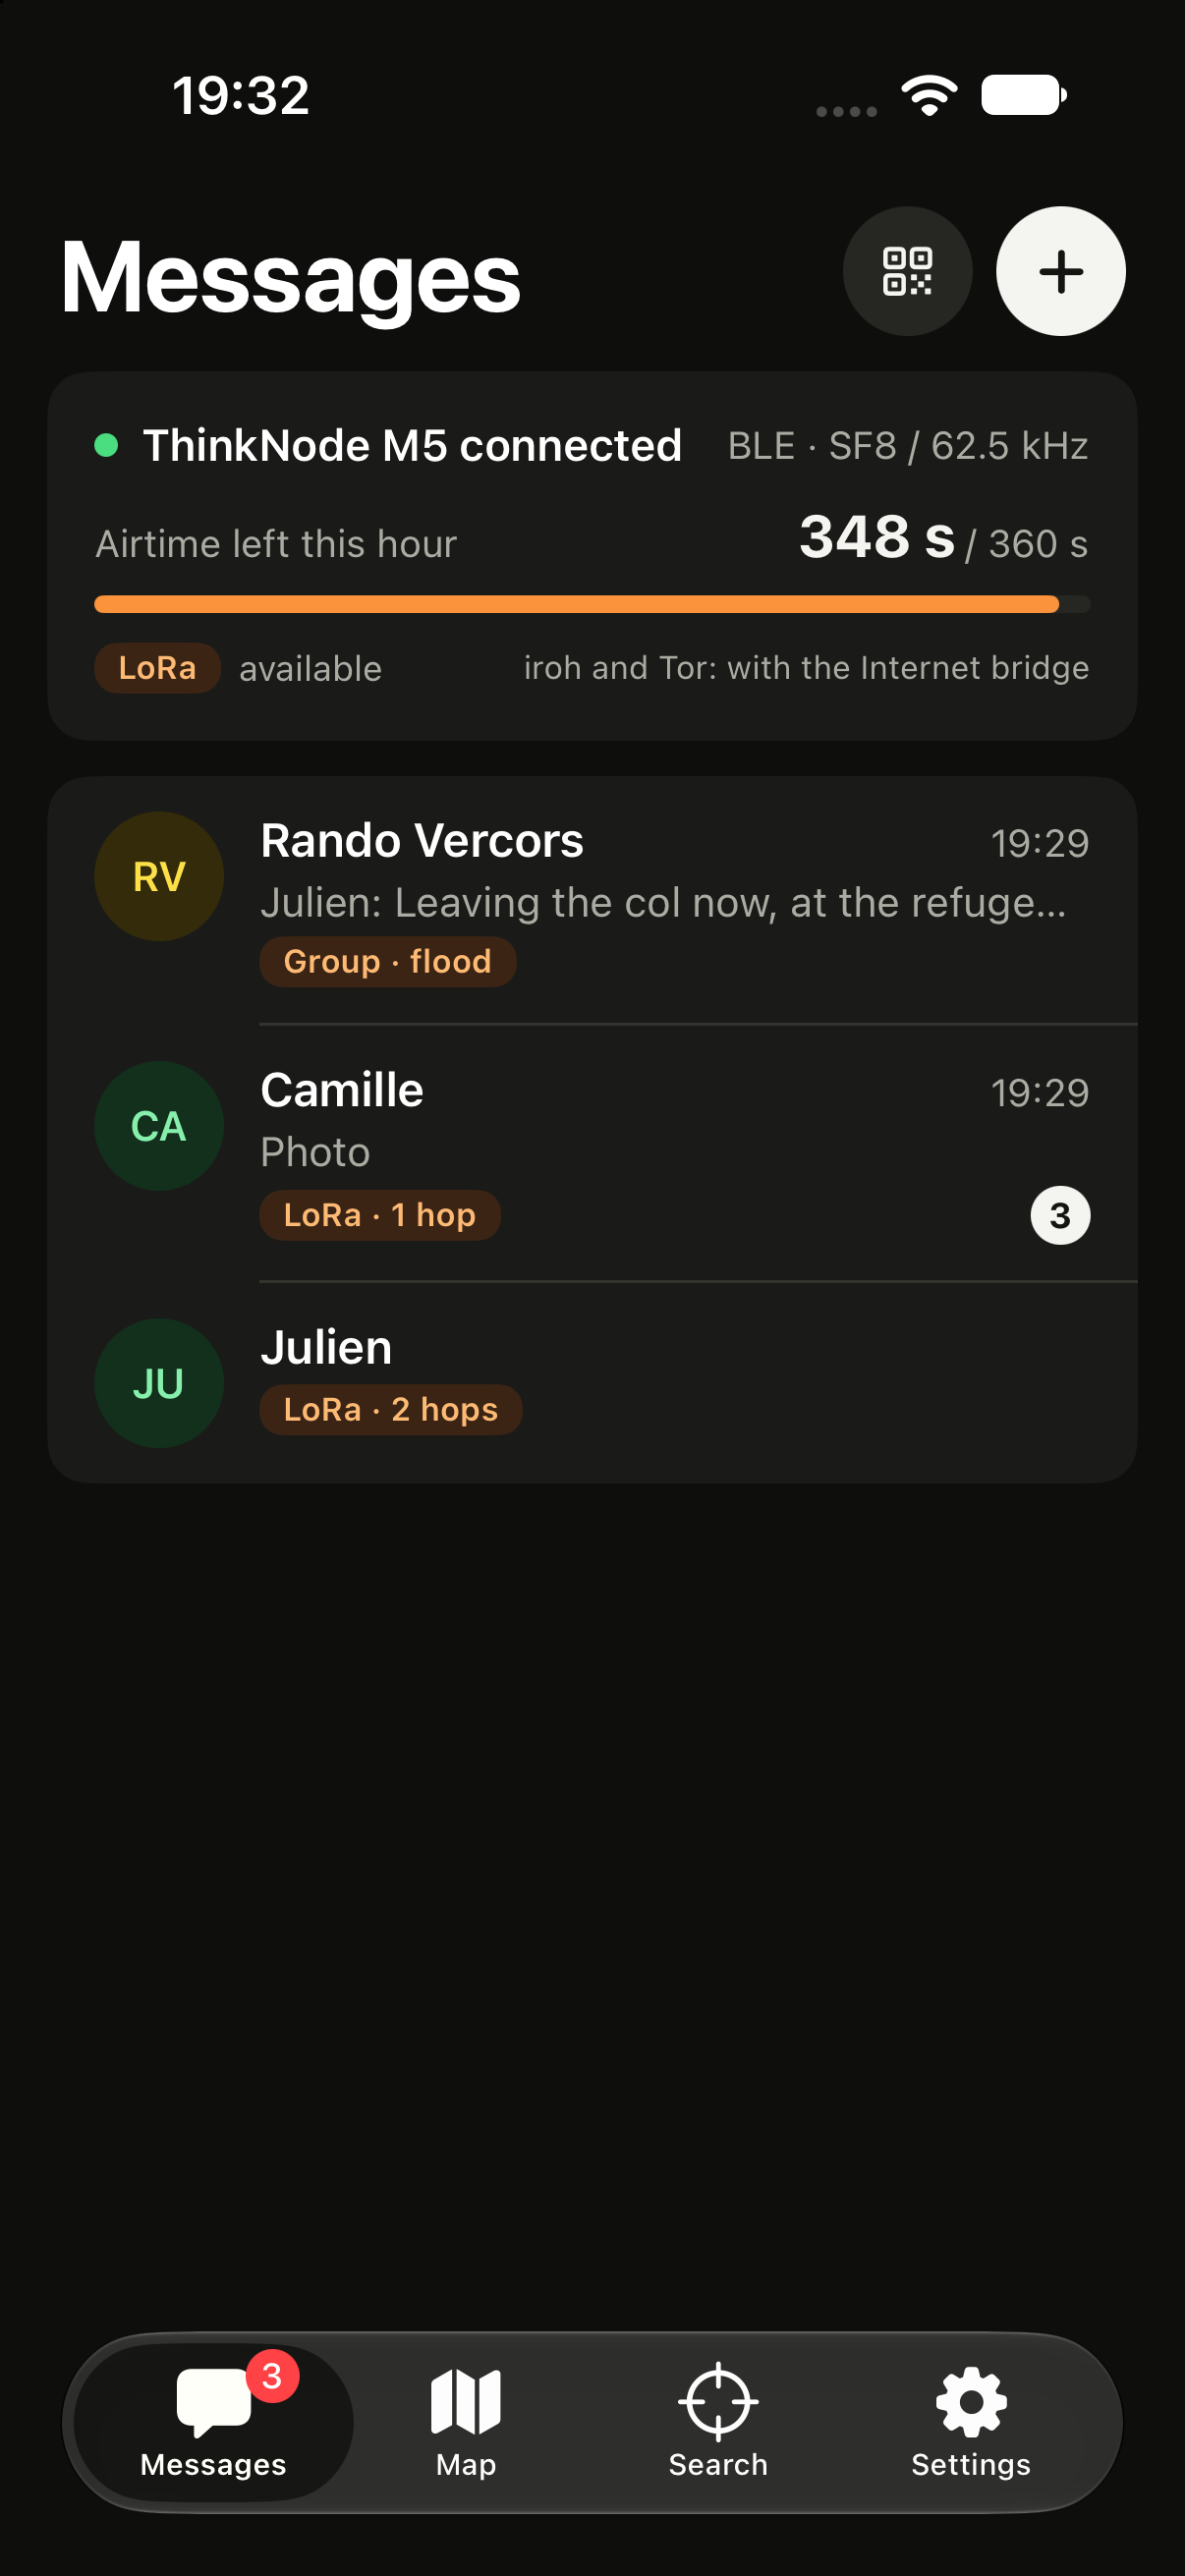 19:32
Messages
ThinkNode M5 connected BLE · SF8 / 62.5 kHz
Airtime left this hour 348 s / 360 s
LoRa available iroh and Tor: with the Internet bridge
RV Rando Vercors 19:29
Julien: Leaving the col now, at the refuge...
Group · flood
CA Camille 19:29
Photo
LoRa · 1 hop 3
JU Julien
LoRa · 2 hops
3
Messages Map Search Settings